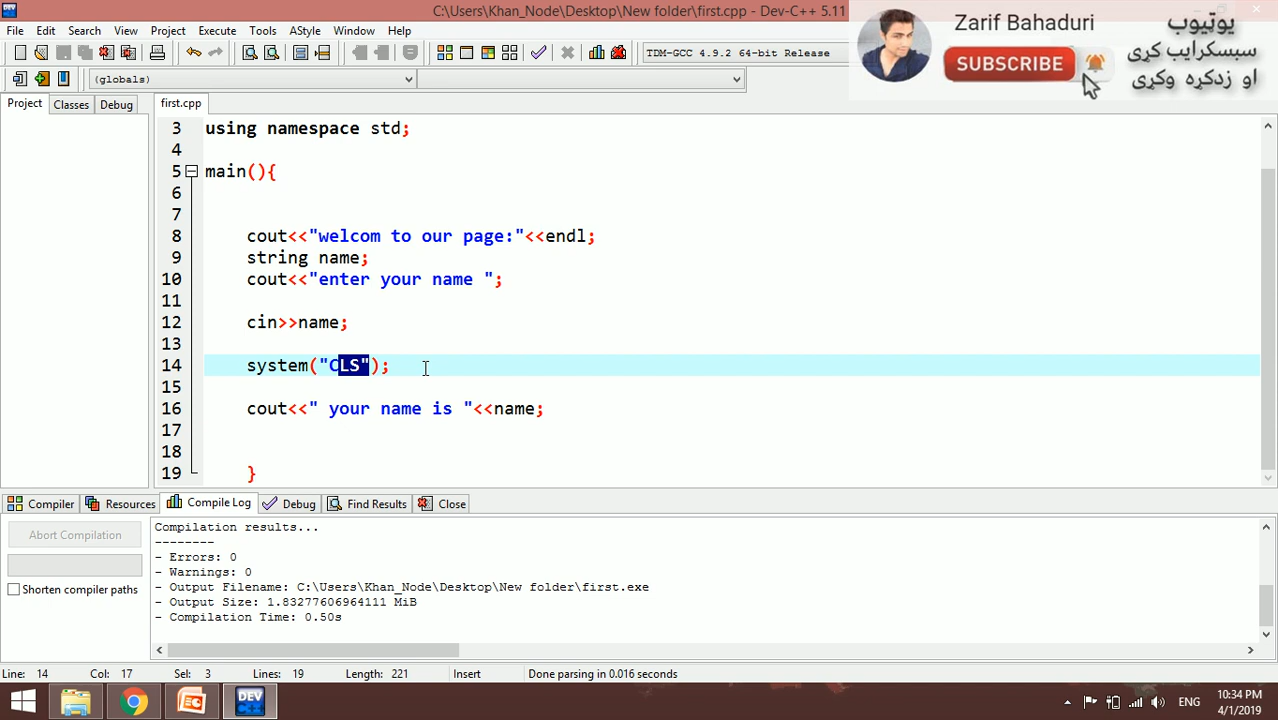 C:\Users\Khan_Node\Desktop\New folder\first.cpp - Dev-C++ 5.11
Zarif Bahaduri
SUBSCRIBE
یوټیوب
سبسکرایب کړی
او زدکړه وکړی
File Edit Search View Project Execute Tools AStyle Window Help
TDM-GCC 4.9.2 64-bit Release
(globals)
Project Classes Debug
first.cpp
3 using namespace std;
4
5 main(){
6
7
8 cout<<"welcom to our page:"<<endl;
9 string name;
10 cout<<"enter your name ";
11
12 cin>>name;
13
14 system("CLS");
15
16 cout<<" your name is "<<name;
17
18
19 }
Compiler Resources Compile Log Debug Find Results Close
Abort Compilation
Shorten compiler paths
Compilation results...
--------
- Errors: 0
- Warnings: 0
- Output Filename: C:\Users\Khan_Node\Desktop\New folder\first.exe
- Output Size: 1.83277606964111 MiB
- Compilation Time: 0.50s
Line: 14 Col: 17 Sel: 3 Lines: 19 Length: 221 Insert Done parsing in 0.016 seconds
DEV C++
ENG
10:34 PM
4/1/2019